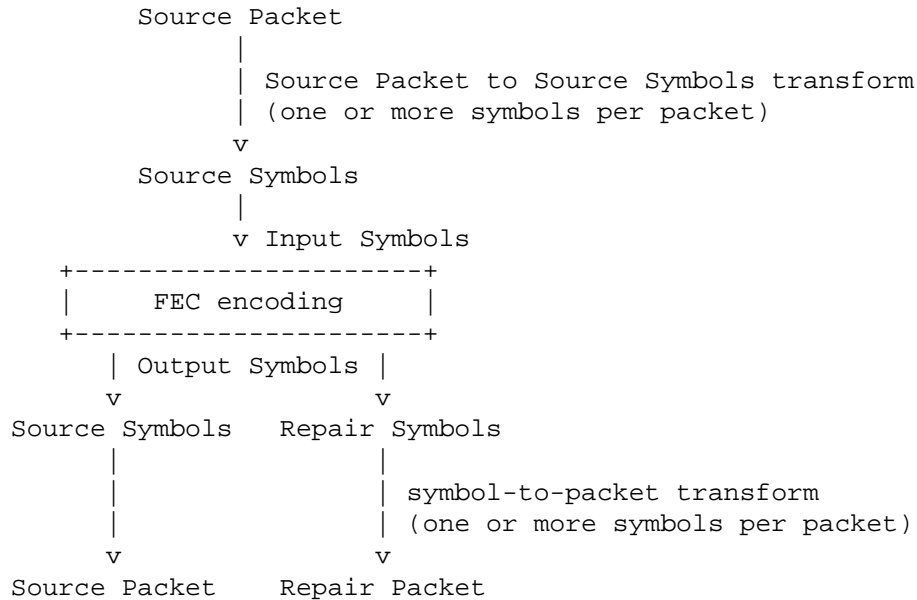 Source Packet
|
| Source Packet to Source Symbols transform
| (one or more symbols per packet)
v
Source Symbols
|
v Input Symbols
+----------------------+
| FEC encoding |
+----------------------+
| Output Symbols |
v v
Source Symbols Repair Symbols
| |
| | symbol-to-packet transform
| | (one or more symbols per packet)
v v
Source Packet Repair Packet